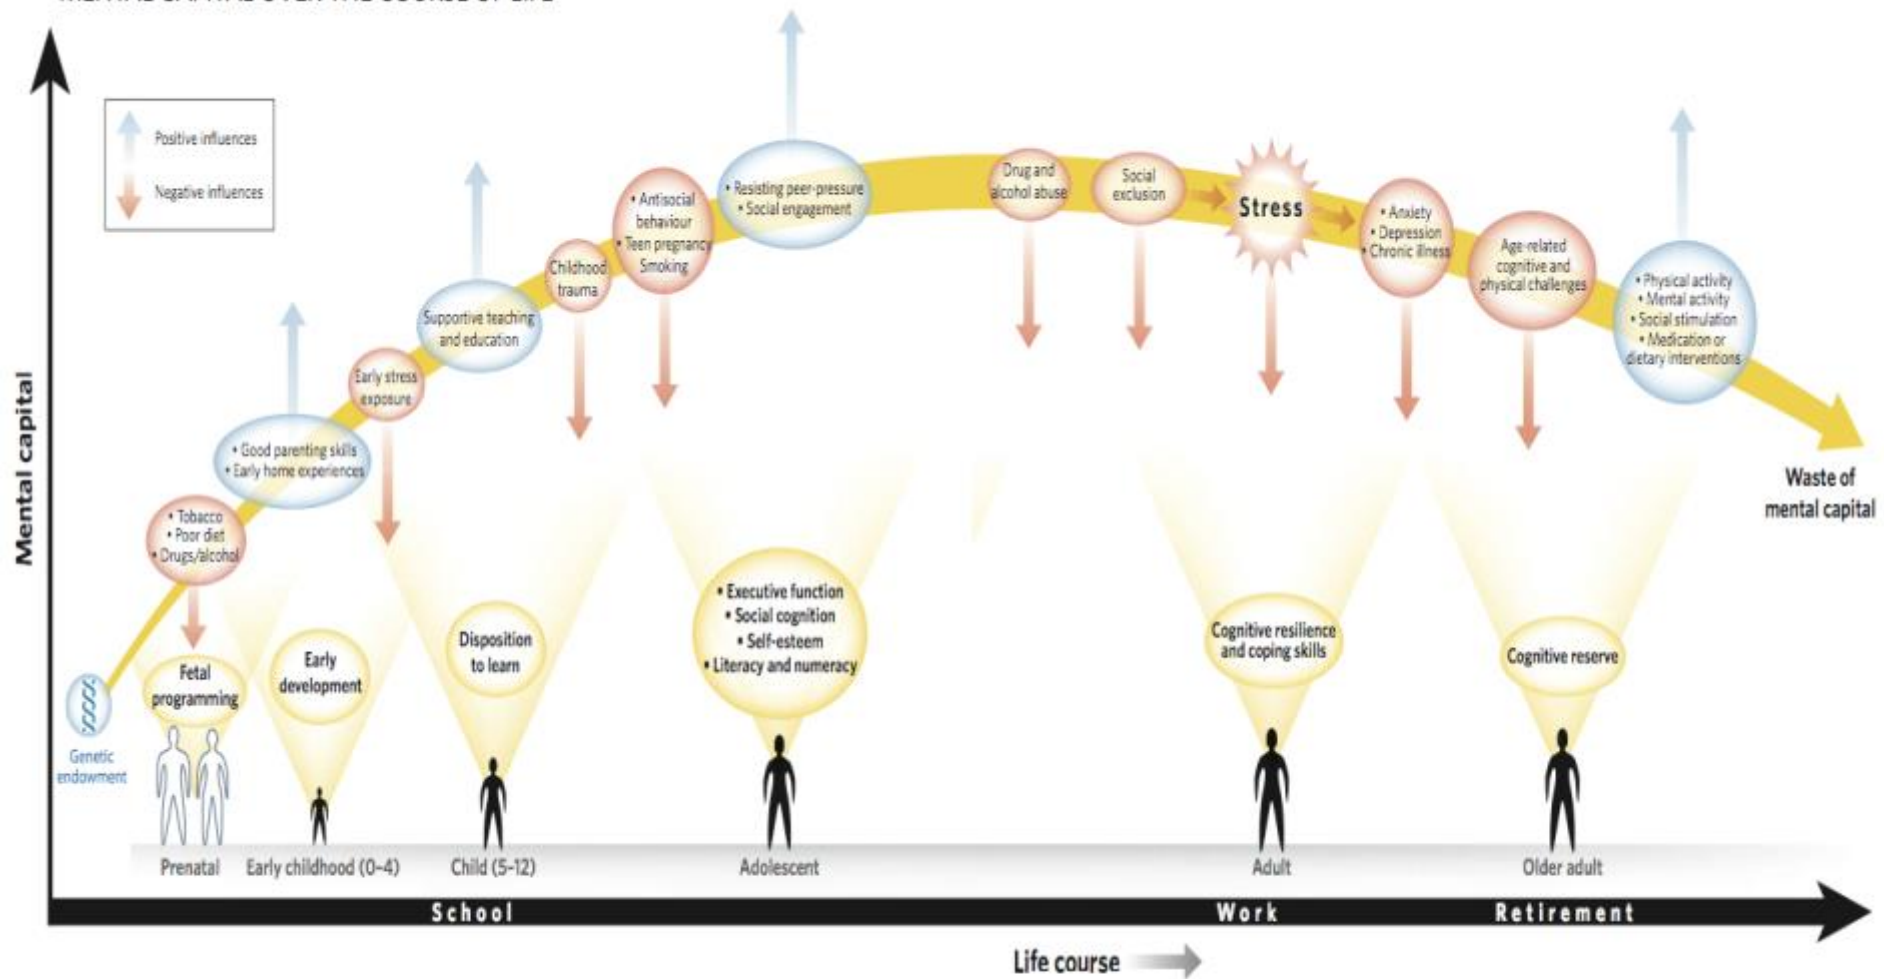 Positive influences
Negative influences
Mental capital
• Resisting peer-pressure
• Social engagement
Drug and
alcohol abuse
Social
exclusion
Stress
• Anxiety
• Depression
• Chronic illness
Age-related
cognitive and
physical challenges
• Physical activity
• Mental activity
• Social stimulation
• Medication or
dietary interventions
Waste of
mental capital
• Antisocial
behaviour
• Teen pregnancy
Smoking
Childhood
trauma
Supportive teaching
and education
Early stress
exposure
• Good parenting skills
• Early home experiences
• Tobacco
• Poor diet
• Drugs/alcohol
Genetic
endowment
Fetal
programming
Early
development
Disposition
to learn
• Executive function
• Social cognition
• Self-esteem
• Literacy and numeracy
Cognitive resilience
and coping skills
Cognitive reserve
Prenatal
Early childhood (0–4)
Child (5–12)
Adolescent
Adult
Older adult
School
Work
Retirement
Life course